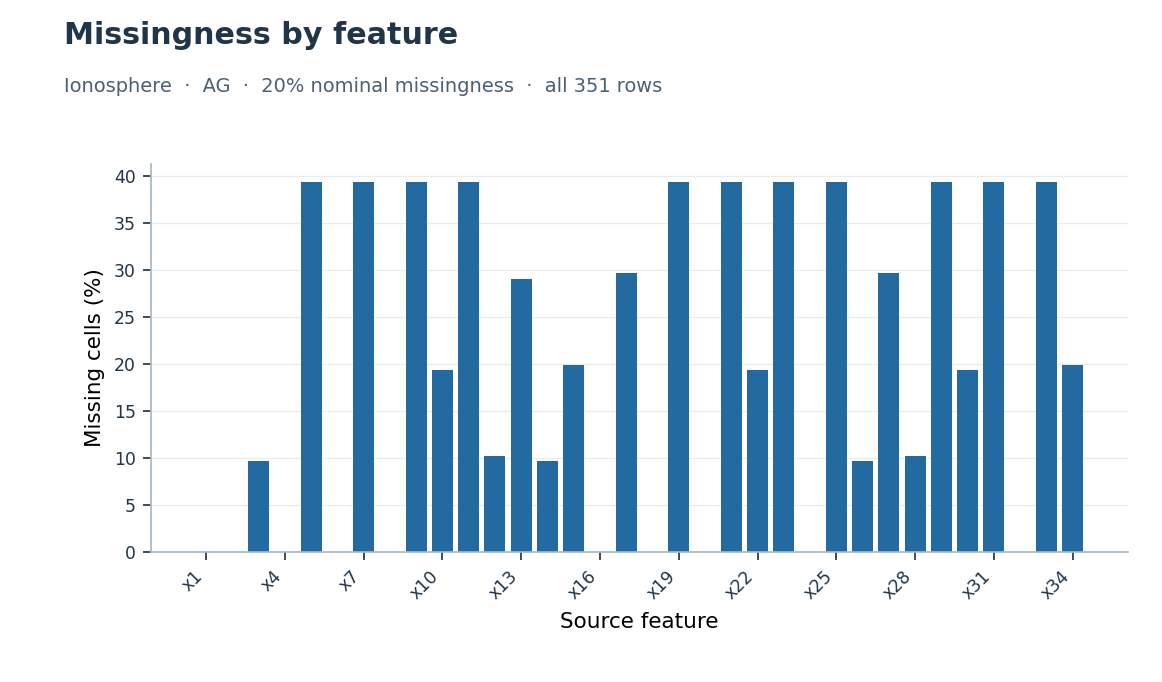 Missingness by feature
Ionosphere · AG · 20% nominal missingness · all 351 rows
40
35
30
25
20
15
10
5
0
Missing cells (%)
x1 x4 x7 x10 x13 x16 x19 x22 x25 x28 x31 x34
Source feature